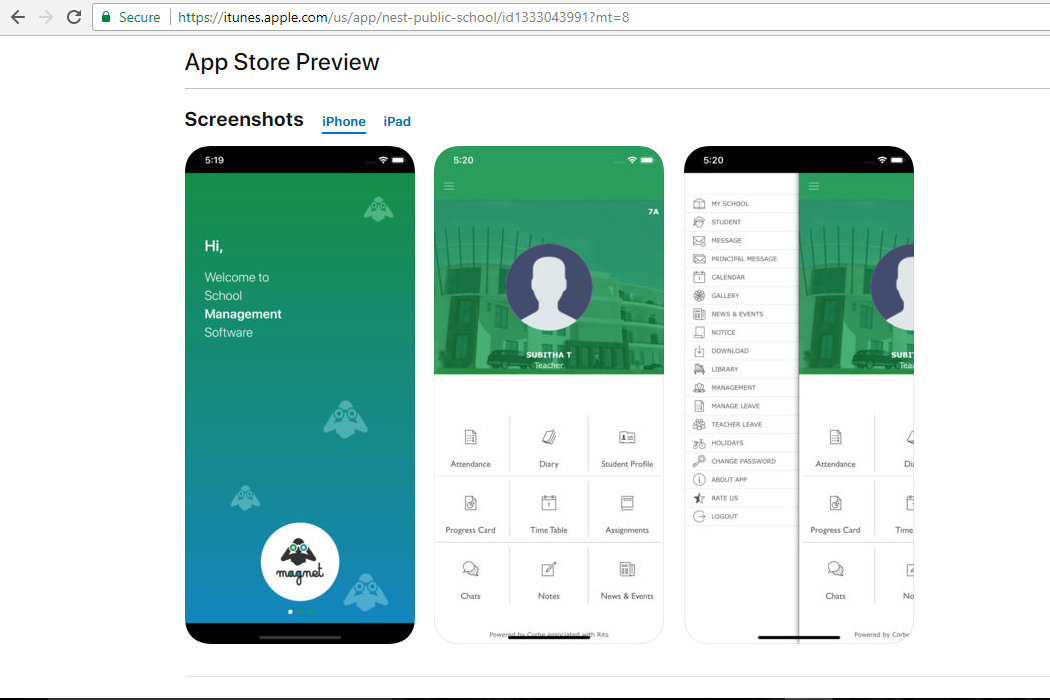 Secure https://itunes.apple.com/us/app/nest-public-school/id1333043991?mt=8
App Store Preview
Screenshots iPhone iPad
5:19
Hi,
Welcome to
School
Management
Software
magnet
5:20
7A
SUBITHA T
Teacher
Attendance Diary Student Profile
Progress Card Time Table Assignments
Chats Notes News & Events
Powered by Corbe associated with Rits
5:20
MY SCHOOL
STUDENT
MESSAGE
PRINCIPAL MESSAGE
CALENDAR
GALLERY
NEWS & EVENTS
NOTICE
DOWNLOAD
LIBRARY
MANAGEMENT
MANAGE LEAVE
TEACHER LEAVE
HOLIDAYS
CHANGE PASSWORD
ABOUT APP
RATE US
LOGOUT
SUBIT
Tea
Attendance Di
Progress Card Time
Chats No
Powered by Corbe